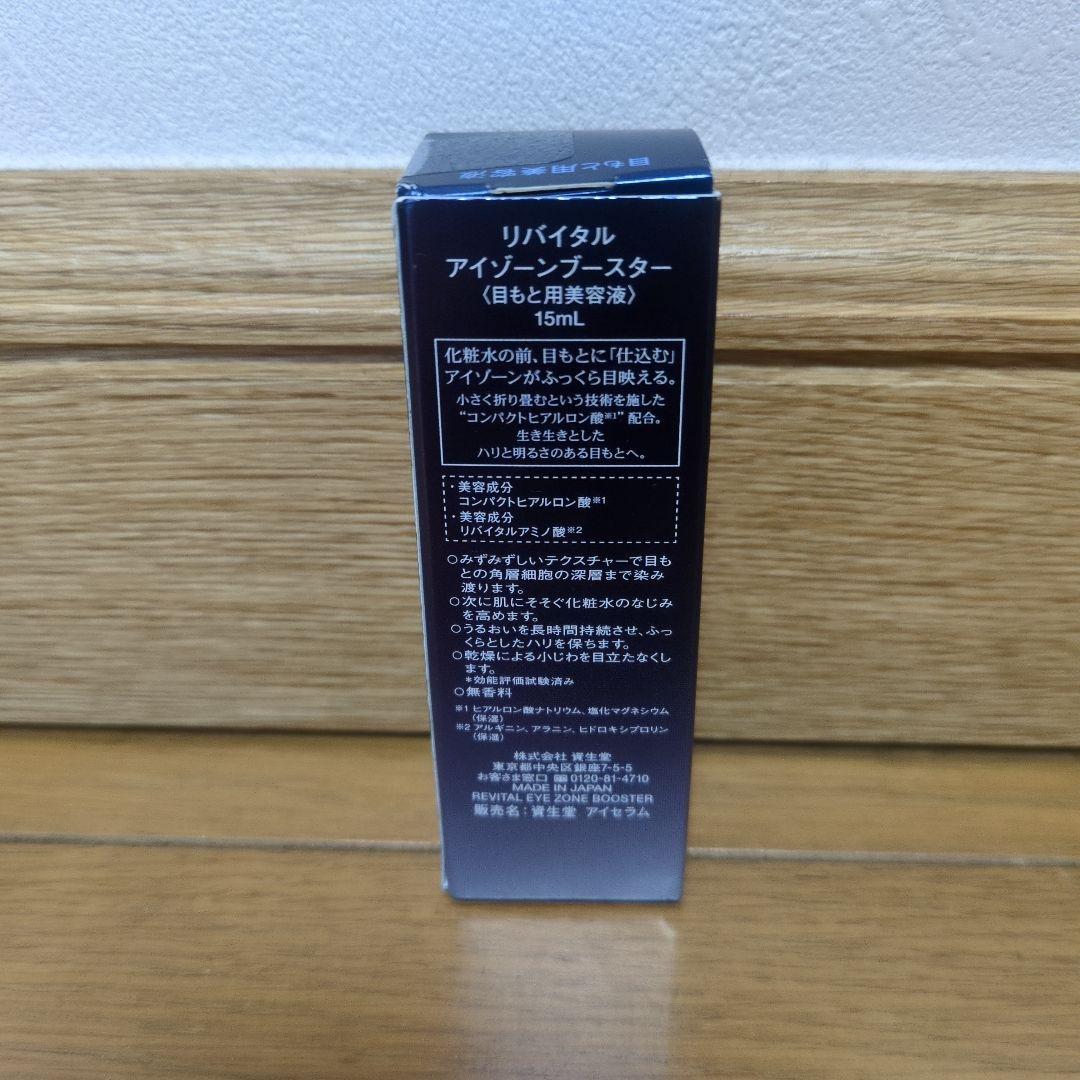 目もと用美容液
リバイタル
アイゾーンブースター
〈目もと用美容液〉
15mL
化粧水の前、目もとに「仕込む」
アイゾーンがふっくら目映える。
小さく折り畳むという技術を施した
“コンパクトヒアルロン酸※1”配合。
生き生きとした
ハリと明るさのある目もとへ。
・美容成分
コンパクトヒアルロン酸※1
・美容成分
リバイタルアミノ酸※2
○みずみずしいテクスチャーで目も
との角層細胞の深層まで染み
渡ります。
○次に肌にそそぐ化粧水のなじみ
を高めます。
○うるおいを長時間持続させ、ふっ
くらとしたハリを保ちます。
○乾燥による小じわを目立たなくし
ます。
*効能評価試験済み
○無香料
※1 ヒアルロン酸ナトリウム、塩化マグネシウム
(保湿)
※2 アルギニン、アラニン、ヒドロキシプロリン
(保湿)
株式会社 資生堂
東京都中央区銀座7-5-5
お客さま窓口 0120-81-4710
MADE IN JAPAN
REVITAL EYE ZONE BOOSTER
販売名:資生堂 アイセラム